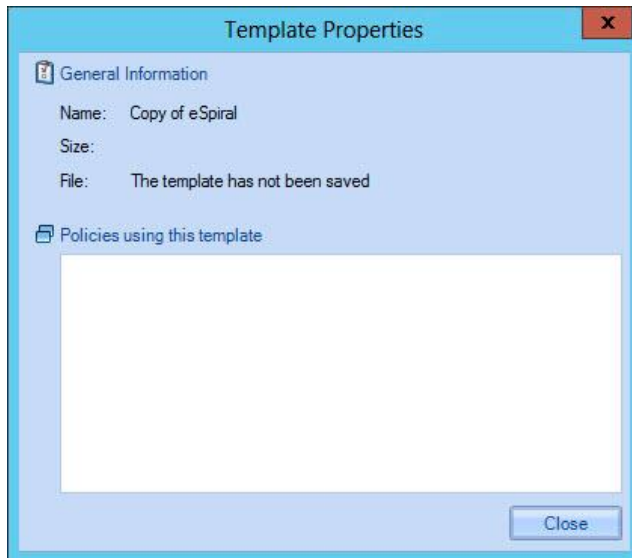 Template Properties
x
General Information
Name: Copy of eSpiral
Size:
File: The template has not been saved
Policies using this template
Close